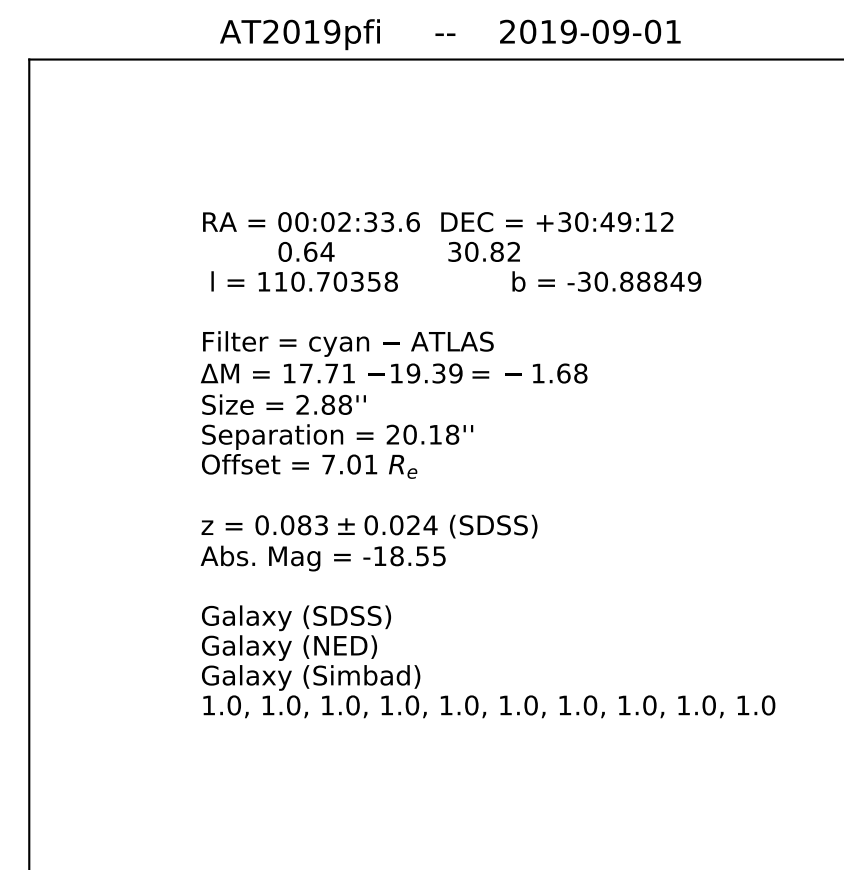 AT2019pfi -- 2019-09-01
RA = 00:02:33.6 DEC = +30:49:12
0.64 30.82
l = 110.70358 b = -30.88849
Filter = cyan − ATLAS
ΔM = 17.71 −19.39 = − 1.68
Size = 2.88''
Separation = 20.18''
Offset = 7.01 Re
z = 0.083 ± 0.024 (SDSS)
Abs. Mag = -18.55
Galaxy (SDSS)
Galaxy (NED)
Galaxy (Simbad)
1.0, 1.0, 1.0, 1.0, 1.0, 1.0, 1.0, 1.0, 1.0, 1.0